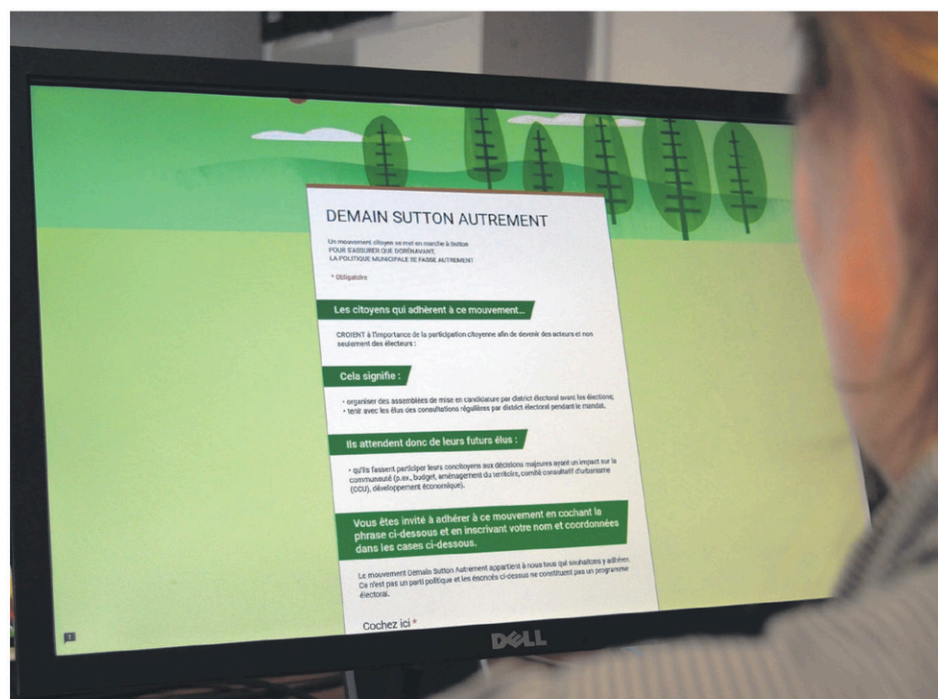 DEMAIN SUTTON AUTREMENT
Un mouvement citoyen se met en marche à Sutton
POUR S'ASSURER QUE DORÉNAVANT,
LA POLITIQUE MUNICIPALE SE FASSE AUTREMENT
* Obligatoire
Les citoyens qui adhèrent à ce mouvement...
CROIENT à l'importance de la participation citoyenne afin de devenir des acteurs et non
seulement des électeurs :
Cela signifie :
• organiser des assemblées de mise en candidature par district électoral avant les élections;
• tenir avec les élus des consultations régulières par district électoral pendant le mandat.
Ils attendent donc de leurs futurs élus :
• qu'ils fassent participer leurs concitoyens aux décisions majeures ayant un impact sur la
communauté (p.ex., budget, aménagement du territoire, comité consultatif d'urbanisme
(CCU), développement économique).
Vous êtes invité à adhérer à ce mouvement en cochant la
phrase ci-dessous et en inscrivant votre nom et coordonnées
dans les cases ci-dessous.
Le mouvement Demain Sutton Autrement appartient à nous tous qui souhaitons y adhérer.
Ce n'est pas un parti politique et les énoncés ci-dessus ne constituent pas un programme
électoral.
Cochez ici *
DELL